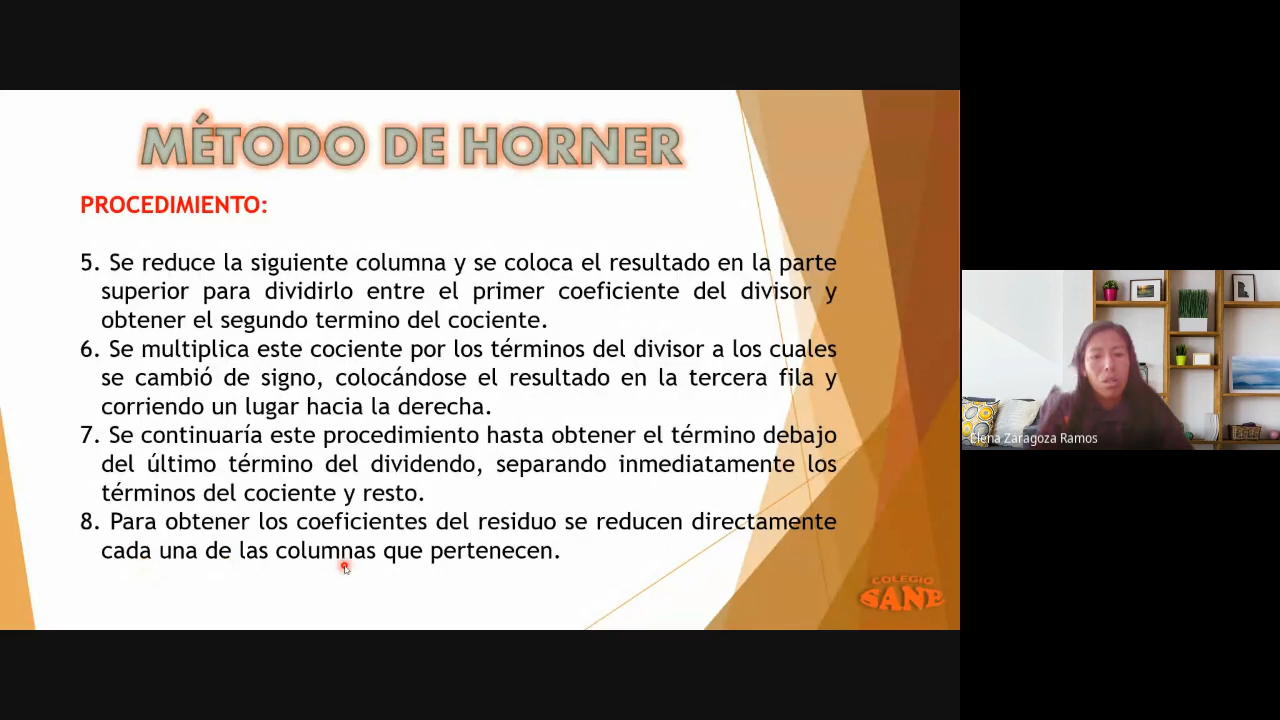 MÉTODO DE HORNER
PROCEDIMIENTO:
5. Se reduce la siguiente columna y se coloca el resultado en la parte
superior para dividirlo entre el primer coeficiente del divisor y
obtener el segundo termino del cociente.
6. Se multiplica este cociente por los términos del divisor a los cuales
se cambió de signo, colocándose el resultado en la tercera fila y
corriendo un lugar hacia la derecha.
7. Se continuaría este procedimiento hasta obtener el término debajo
del último término del dividendo, separando inmediatamente los
términos del cociente y resto.
8. Para obtener los coeficientes del residuo se reducen directamente
cada una de las columnas que pertenecen.
COLEGIO
SANE
Elena Zaragoza Ramos